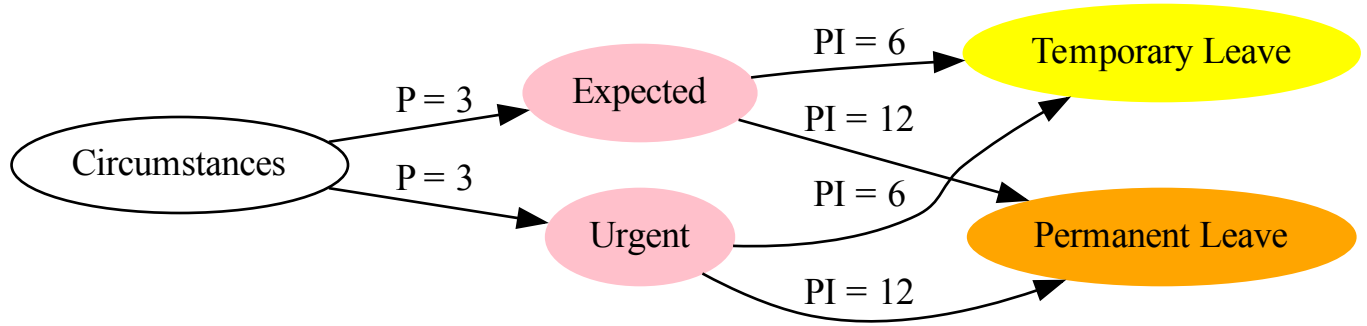 Circumstances
P = 3
P = 3
Expected
Urgent
PI = 6
PI = 12
PI = 6
PI = 12
Temporary Leave
Permanent Leave